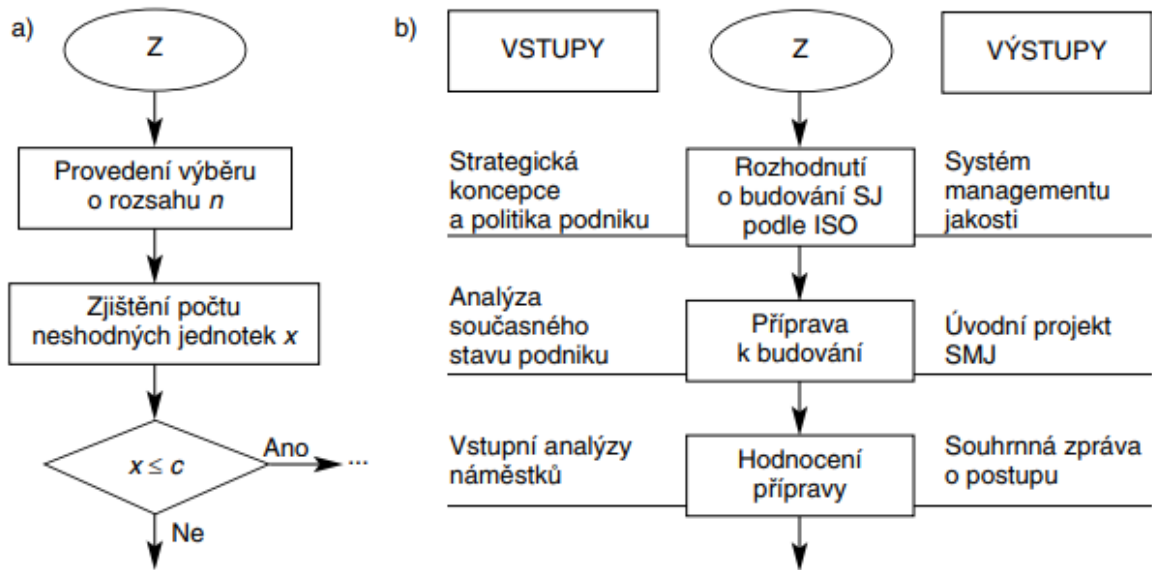 a)
Z
Provedení výběru
o rozsahu n
Zjištění počtu
neshodných jednotek x
x ≤ c
Ano
...
Ne
b)
VSTUPY
Z
VÝSTUPY
Strategická
koncepce
a politika podniku
Rozhodnutí
o budování SJ
podle ISO
Systém
managementu
jakosti
Analýza
současného
stavu podniku
Příprava
k budování
Úvodní projekt
SMJ
Vstupní analýzy
náměstků
Hodnocení
přípravy
Souhrnná zpráva
o postupu